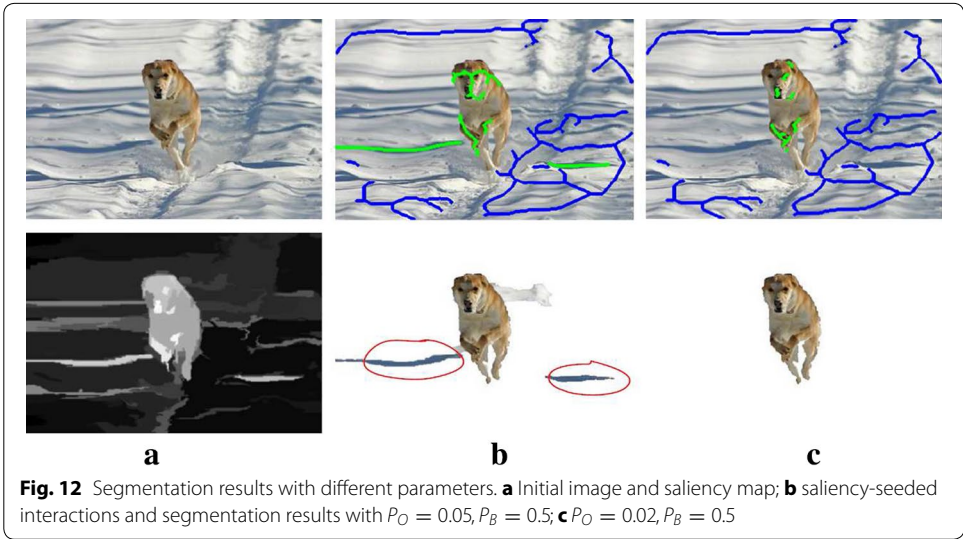 a b c
Fig. 12 Segmentation results with different parameters. a Initial image and saliency map; b saliency-seeded
interactions and segmentation results with P_O = 0.05, P_B = 0.5; c P_O = 0.02, P_B = 0.5